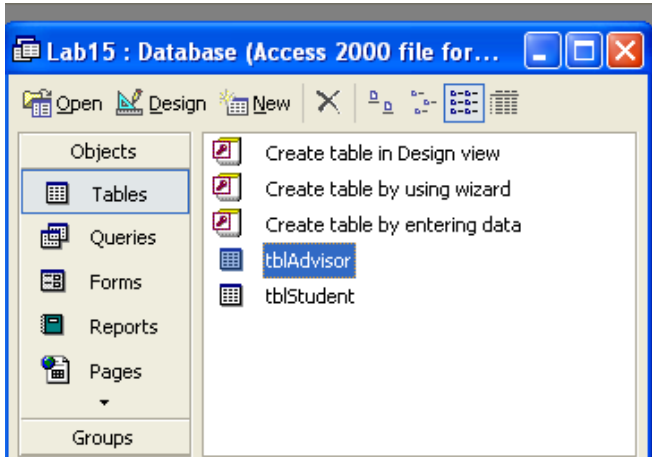 Lab15 : Database (Access 2000 file for...
Open Design New
Objects
Tables
Queries
Forms
Reports
Pages
Groups
Create table in Design view
Create table by using wizard
Create table by entering data
tblAdvisor
tblStudent